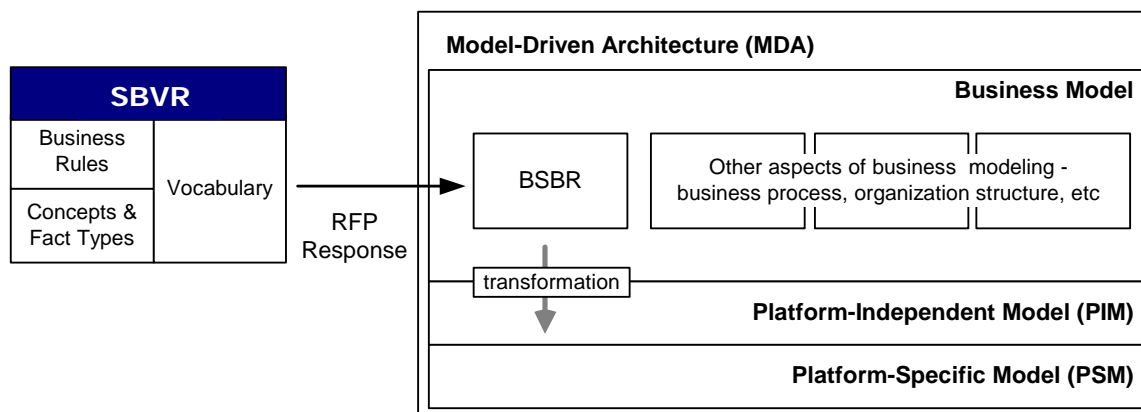 SBVR
Business
Rules
Vocabulary
Concepts &
Fact Types
RFP
Response
Model-Driven Architecture (MDA)
Business Model
BSBR
Other aspects of business modeling -
business process, organization structure, etc
transformation
Platform-Independent Model (PIM)
Platform-Specific Model (PSM)